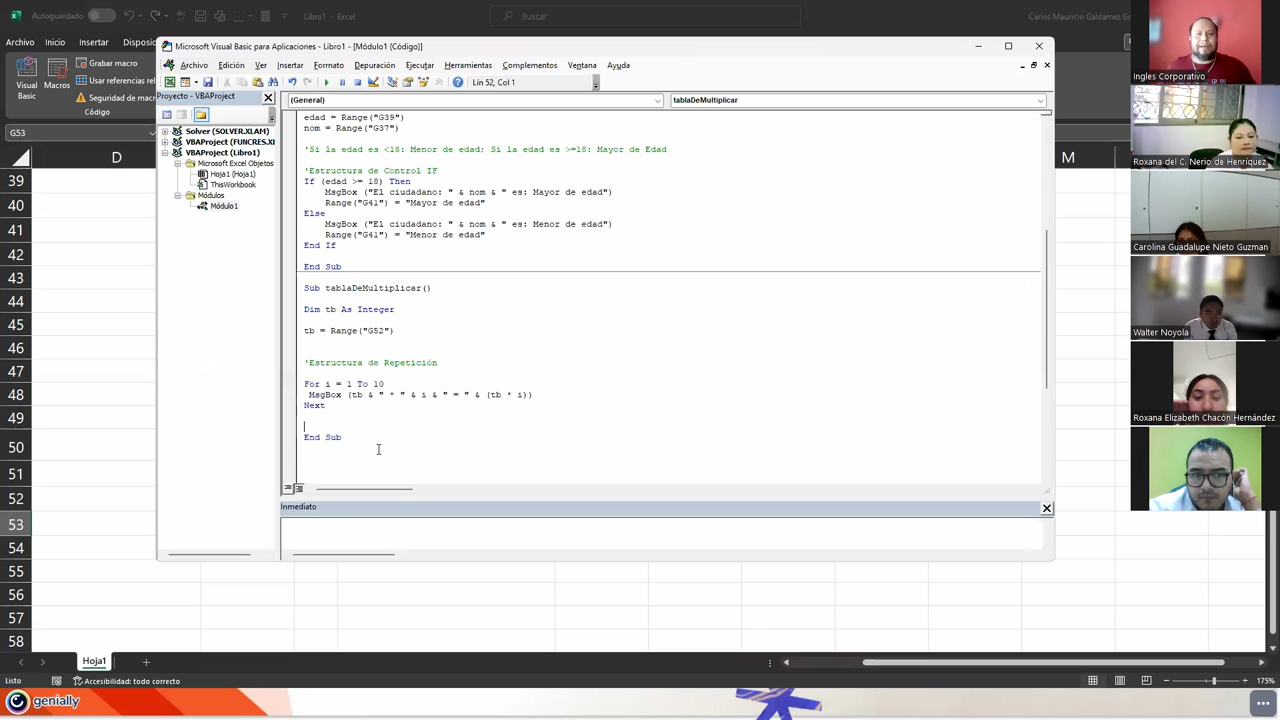 Autoguardado
Libro1 - Excel
Buscar
Carlos Mauricio Galdamez G
Archivo
Inicio
Insertar
Disposic
Visual Basic
Macros
Grabar macro
Usar referencias rel
Seguridad de mac
Código
G53
Microsoft Visual Basic para Aplicaciones - Libro1 - [Módulo1 (Código)]
Archivo Edición Ver Insertar Formato Depuración Ejecutar Herramientas Complementos Ventana Ayuda
Lín 52, Col 1
Proyecto - VBAProject
(General)
tablaDeMultiplicar
Solver (SOLVER.XLAM)
VBAProject (FUNCRES.XL
VBAProject (Libro1)
Microsoft Excel Objetos
Hoja1 (Hoja1)
ThisWorkbook
Módulos
Módulo1
edad = Range("G39")
nom = Range("G37")
'Si la edad es <18: Menor de edad; Si la edad es >=18: Mayor de Edad
'Estructura de Control IF
If (edad >= 18) Then
MsgBox ("El ciudadano: " & nom & " es: Mayor de edad")
Range("G41") = "Mayor de edad"
Else
MsgBox ("El ciudadano: " & nom & " es: Menor de edad")
Range("G41") = "Menor de edad"
End If
End Sub
Sub tablaDeMultiplicar()
Dim tb As Integer
tb = Range("G52")
'Estructura de Repetición
For i = 1 To 10
MsgBox (tb & " * " & i & " = " & (tb * i))
Next
End Sub
Inmediato
D
M
39
40
41
42
43
44
45
46
47
48
49
50
51
52
53
54
55
56
57
58
Hoja1
Listo
Accesibilidad: todo correcto
175%
genially
Ingles Corporativo
Roxana del C. Nerio de Henríquez
Carolina Guadalupe Nieto Guzman
Walter Noyola
Roxana Elizabeth Chacón Hernández